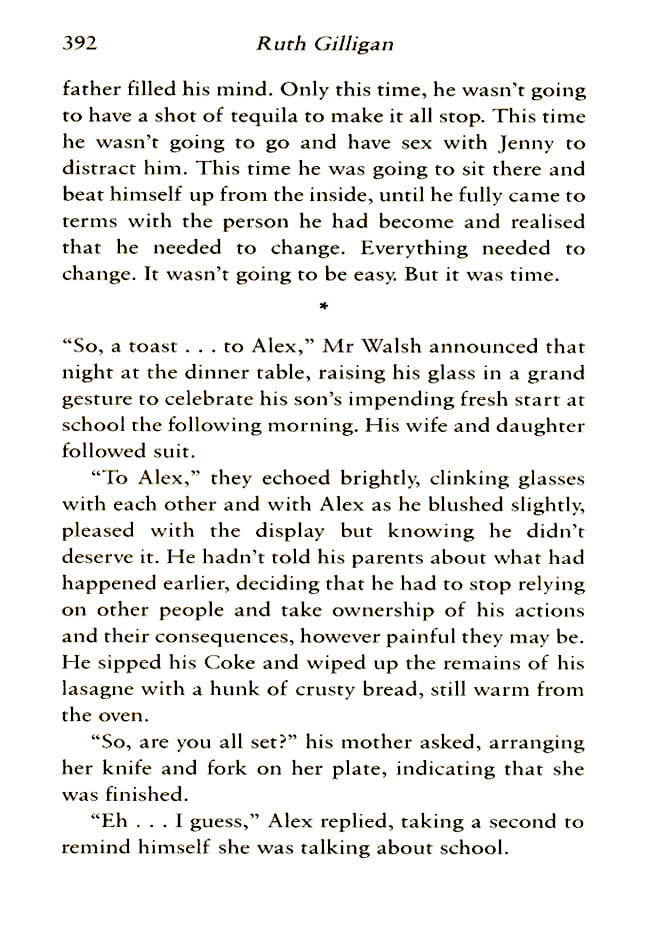 392 Ruth Gilligan
father filled his mind. Only this time, he wasn't going
to have a shot of tequila to make it all stop. This time
he wasn't going to go and have sex with Jenny to
distract him. This time he was going to sit there and
beat himself up from the inside, until he fully came to
terms with the person he had become and realised
that he needed to change. Everything needed to
change. It wasn't going to be easy. But it was time.
*
“So, a toast . . . to Alex,” Mr Walsh announced that
night at the dinner table, raising his glass in a grand
gesture to celebrate his son's impending fresh start at
school the following morning. His wife and daughter
followed suit.
“To Alex,” they echoed brightly, clinking glasses
with each other and with Alex as he blushed slightly,
pleased with the display but knowing he didn't
deserve it. He hadn't told his parents about what had
happened earlier, deciding that he had to stop relying
on other people and take ownership of his actions
and their consequences, however painful they may be.
He sipped his Coke and wiped up the remains of his
lasagne with a hunk of crusty bread, still warm from
the oven.
“So, are you all set?” his mother asked, arranging
her knife and fork on her plate, indicating that she
was finished.
“Eh . . . I guess,” Alex replied, taking a second to
remind himself she was talking about school.